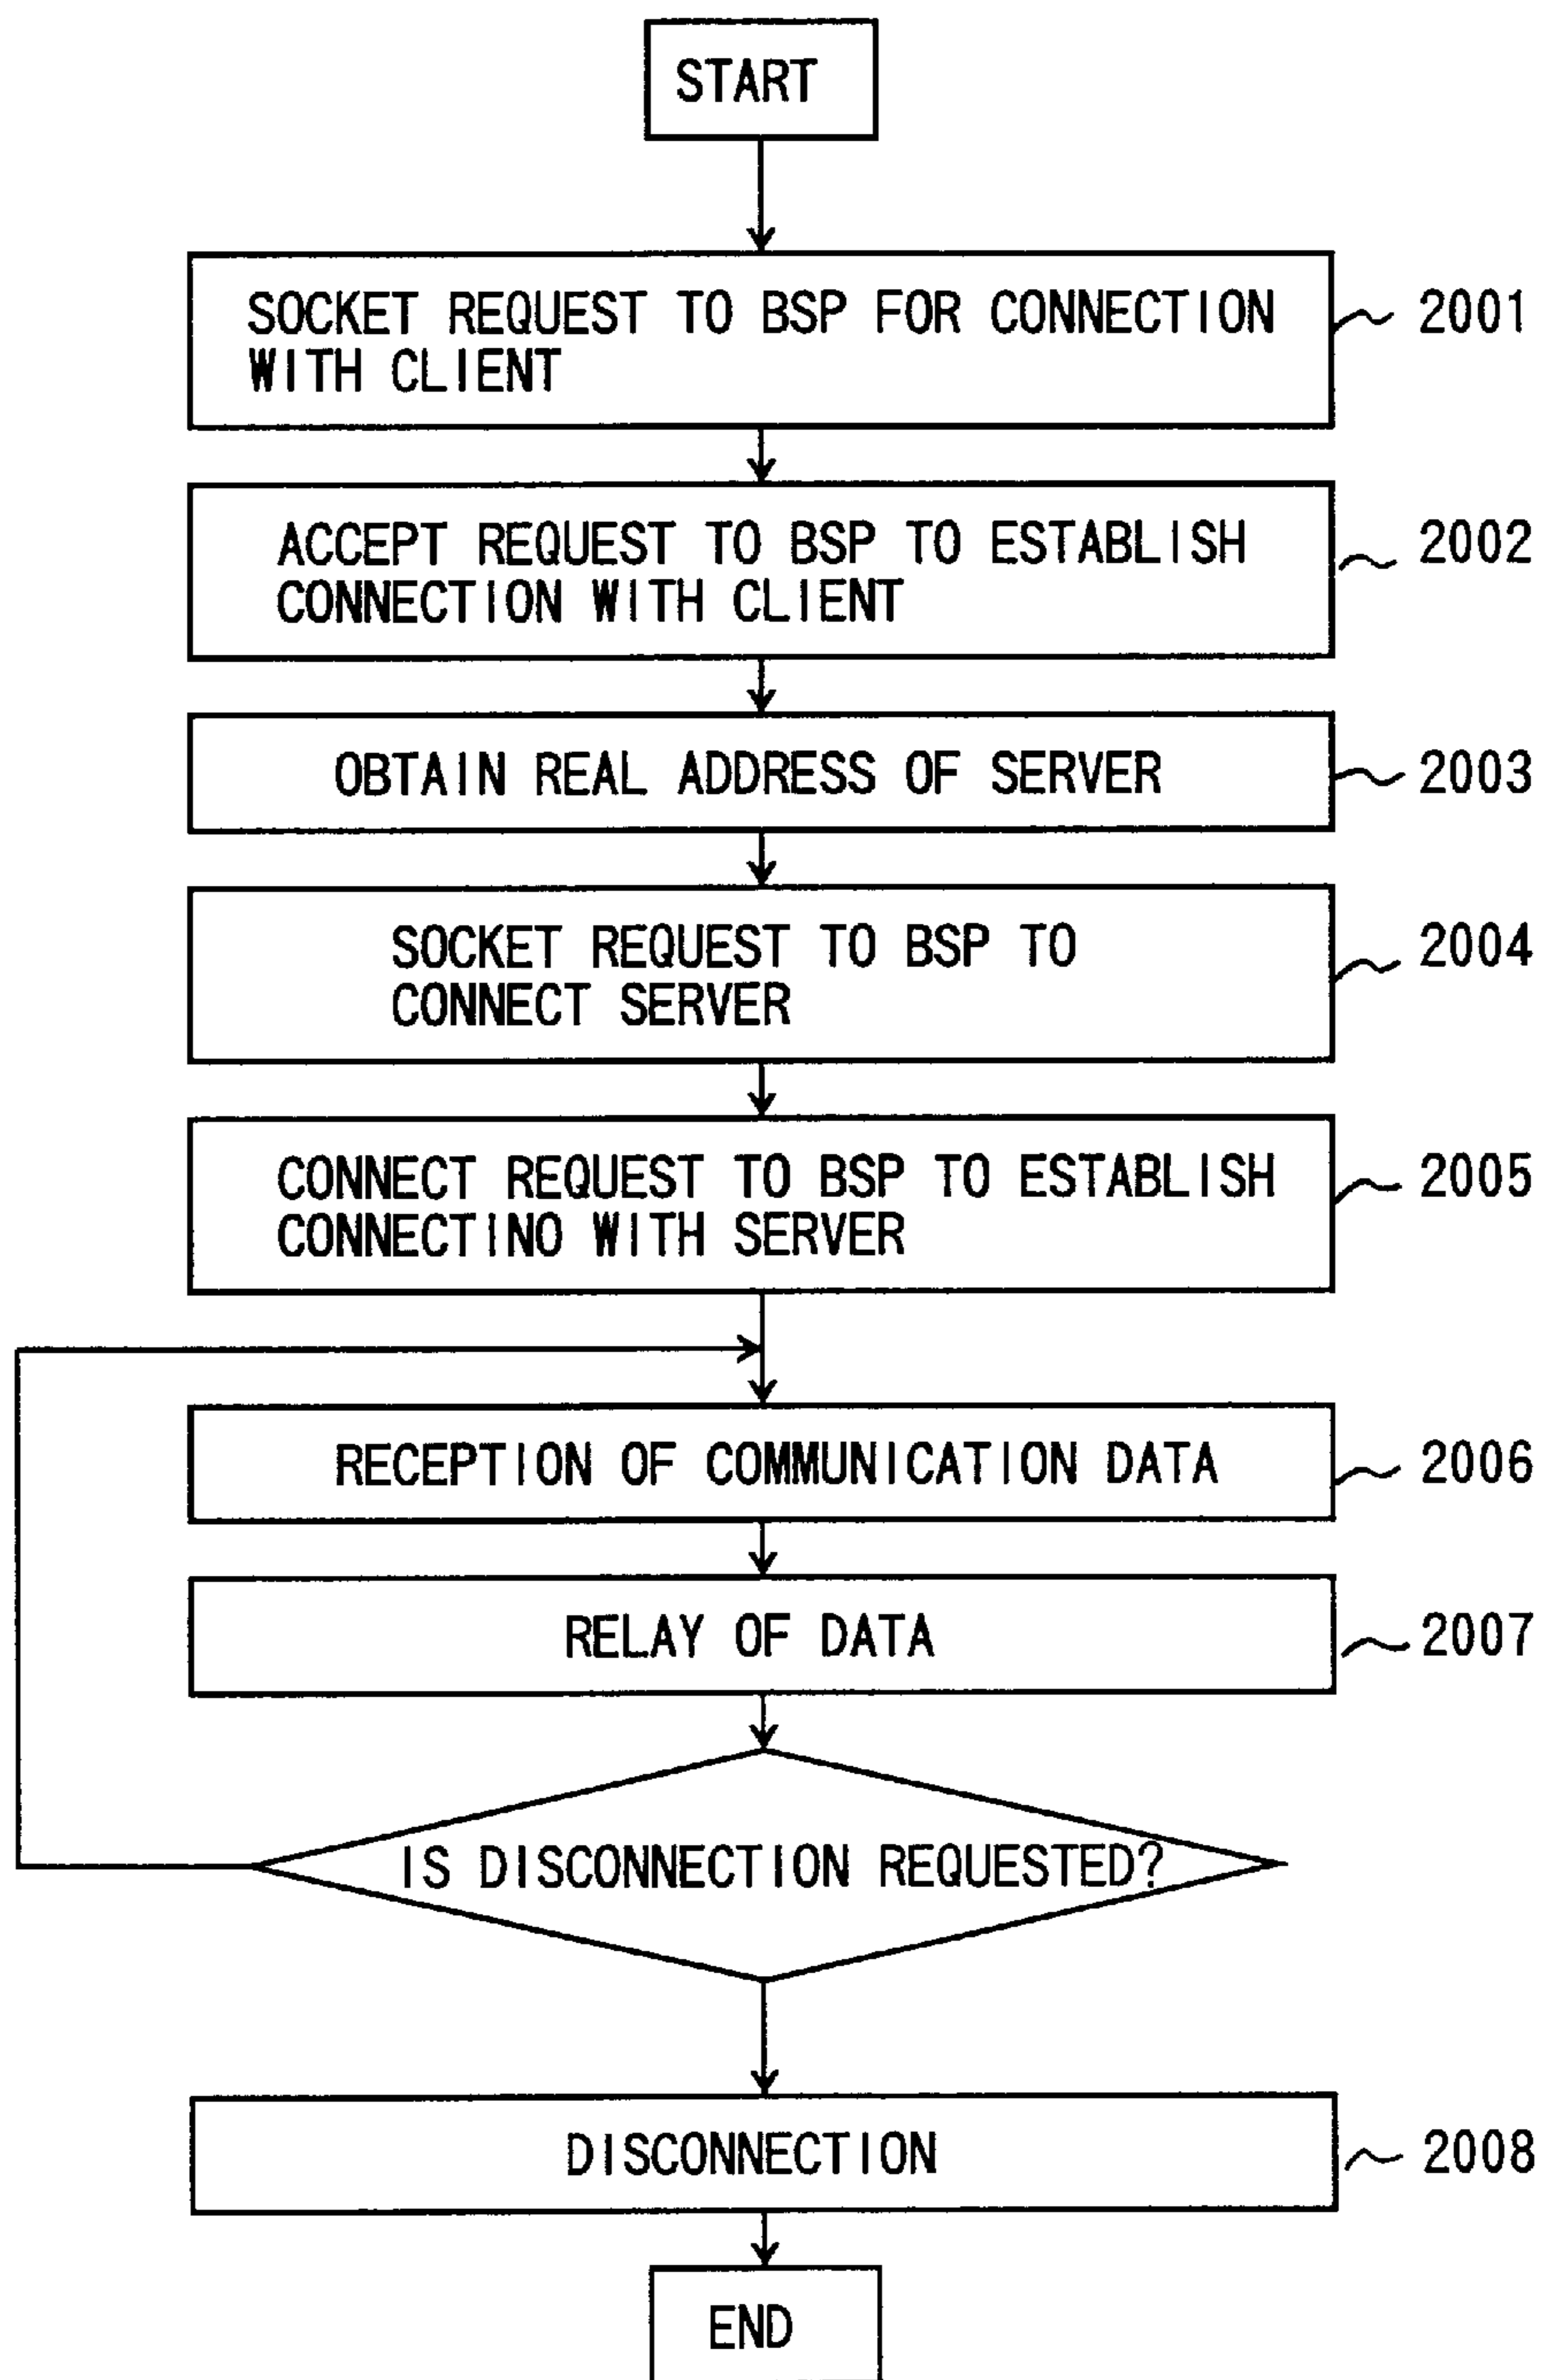 START
SOCKET REQUEST TO BSP FOR CONNECTION
WITH CLIENT
2001
ACCEPT REQUEST TO BSP TO ESTABLISH
CONNECTION WITH CLIENT
2002
OBTAIN REAL ADDRESS OF SERVER
2003
SOCKET REQUEST TO BSP TO
CONNECT SERVER
2004
CONNECT REQUEST TO BSP TO ESTABLISH
CONNECTINO WITH SERVER
2005
RECEPTION OF COMMUNICATION DATA
2006
RELAY OF DATA
2007
IS DISCONNECTION REQUESTED?
DISCONNECTION
2008
END